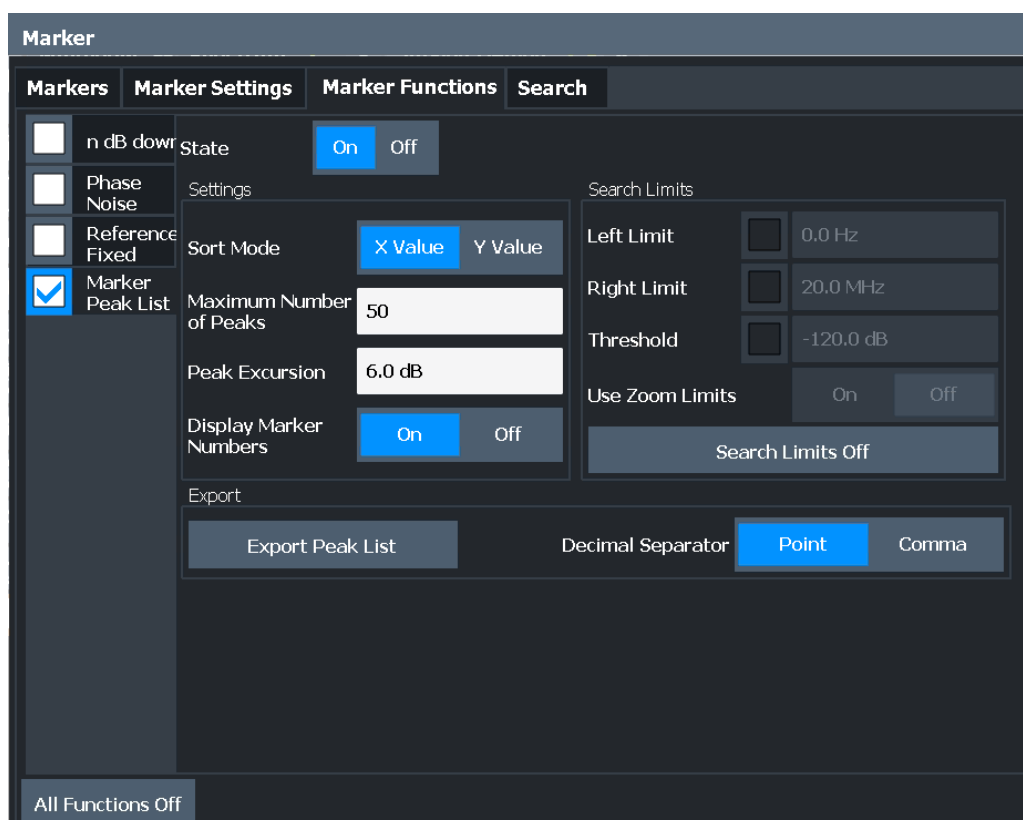 Marker
Markers Marker Settings Marker Functions Search
n dB down
Phase
Noise
Reference
Fixed
Marker
Peak List
State On Off
Settings
Sort Mode X Value Y Value
Maximum Number
of Peaks
50
Peak Excursion 6.0 dB
Display Marker
Numbers
On Off
Search Limits
Left Limit 0.0 Hz
Right Limit 20.0 MHz
Threshold -120.0 dB
Use Zoom Limits On Off
Search Limits Off
Export
Export Peak List Decimal Separator Point Comma
All Functions Off